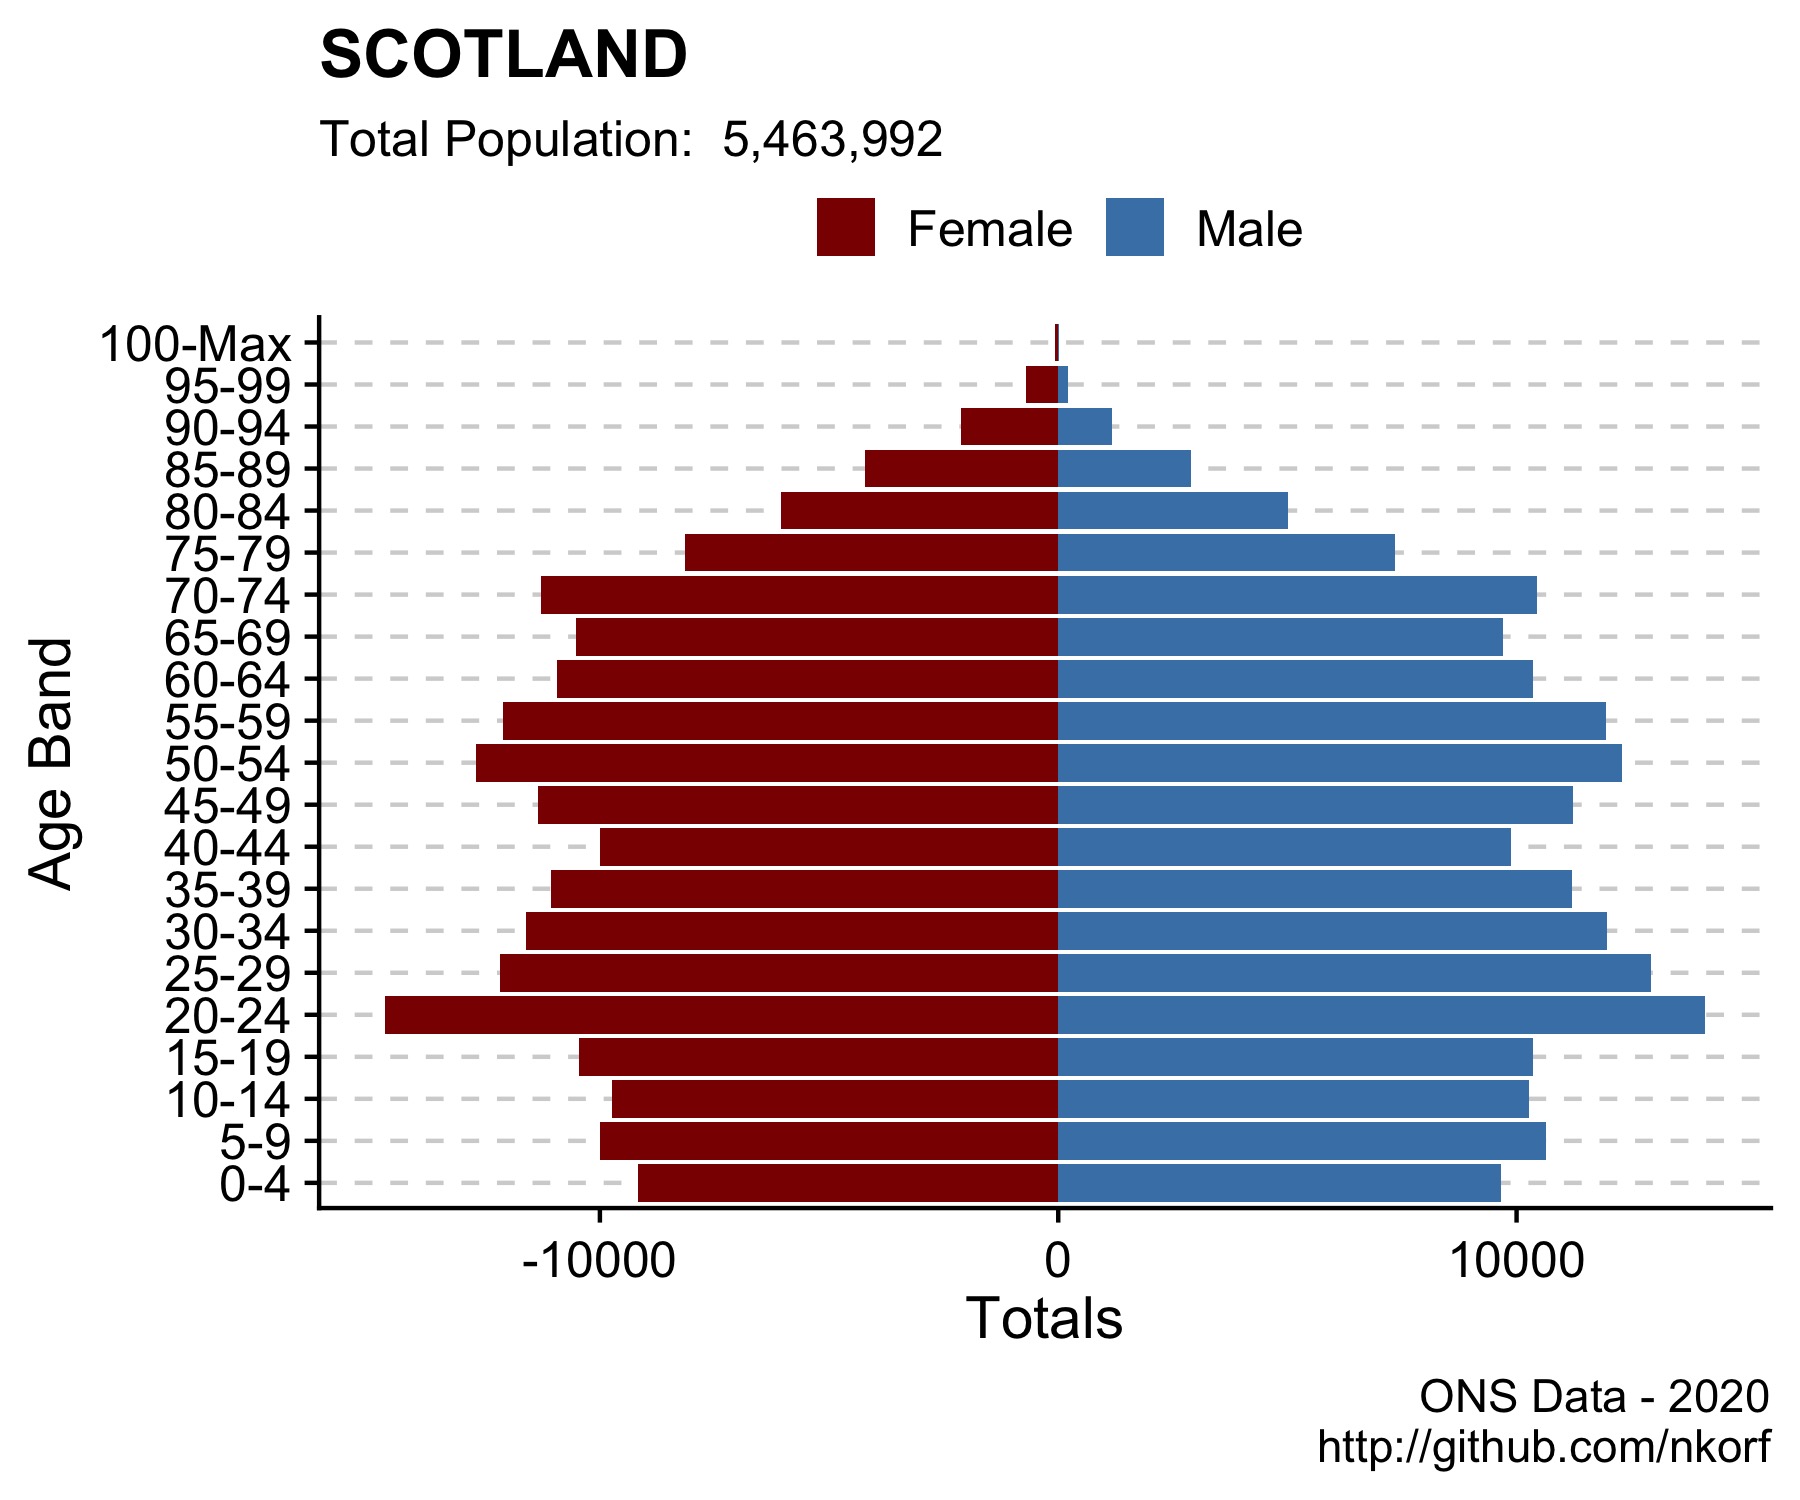 SCOTLAND
Total Population:  5,463,992
Female Male
100-Max
95-99
90-94
85-89
80-84
75-79
70-74
65-69
60-64
55-59
50-54
45-49
40-44
35-39
30-34
25-29
20-24
15-19
10-14
5-9
0-4
Age Band
-10000 0 10000
Totals
ONS Data - 2020
http://github.com/nkorf